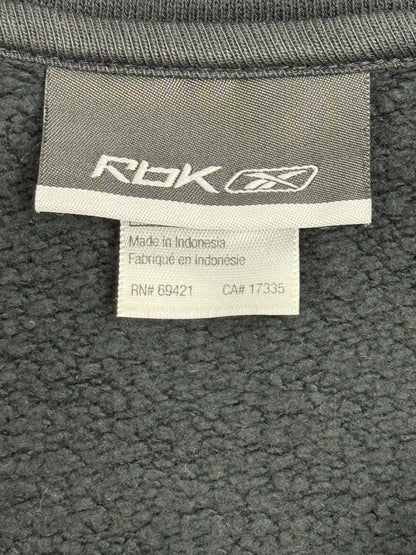 Rbk
Made in Indonesia
Fabriqué en indonésie
RN# 69421 CA# 17335